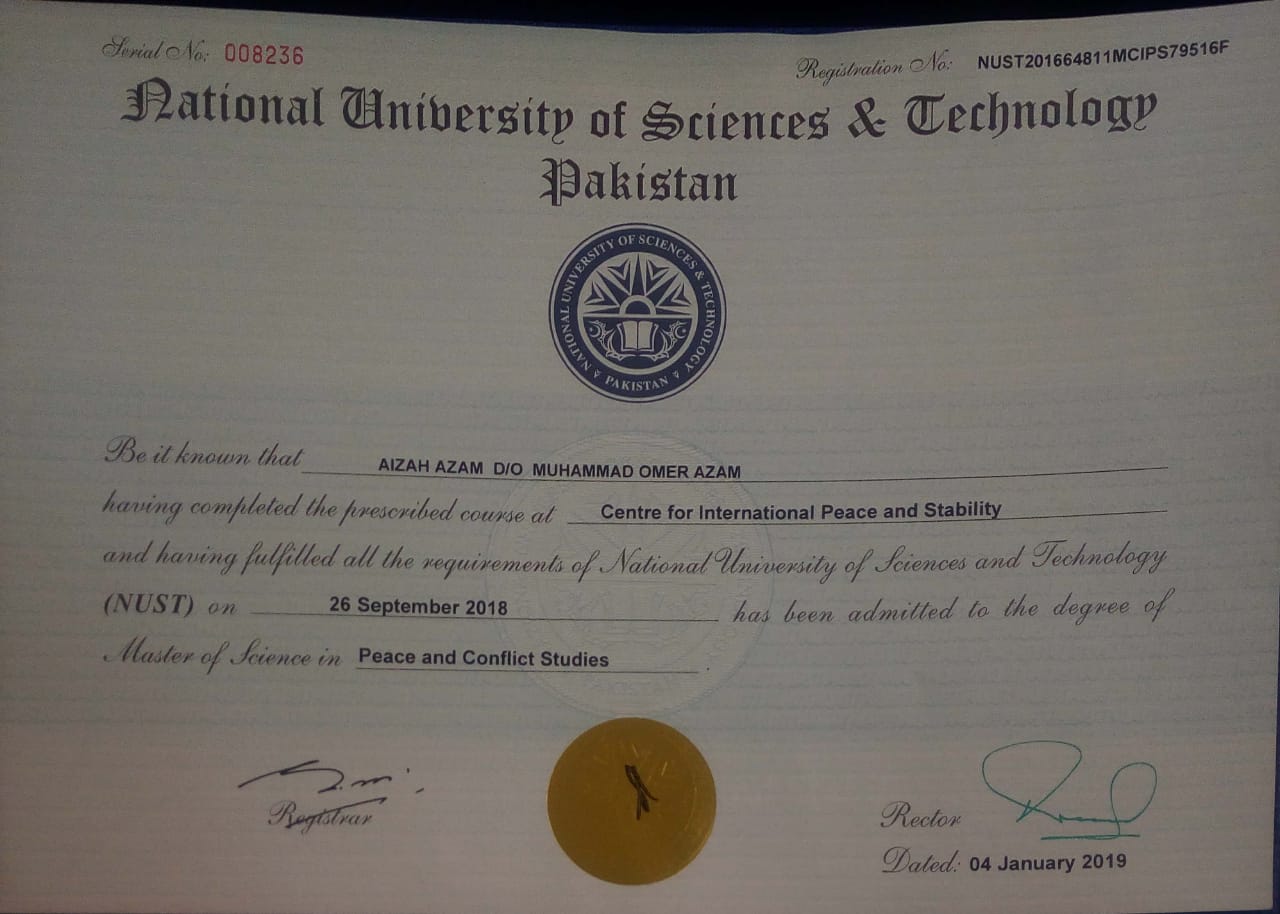 Serial No: 008236
Registration No: NUST201664811MCIPS79516F
National University of Sciences & Technology
Pakistan
NATIONAL UNIVERSITY OF SCIENCES & TECHNOLOGY
PAKISTAN
Be it known that AIZAH AZAM D/O MUHAMMAD OMER AZAM
having completed the prescribed course at Centre for International Peace and Stability
and having fulfilled all the requirements of National University of Sciences and Technology
(NUST) on 26 September 2018 has been admitted to the degree of
Master of Science in Peace and Conflict Studies.
Registrar
Rector
Dated: 04 January 2019